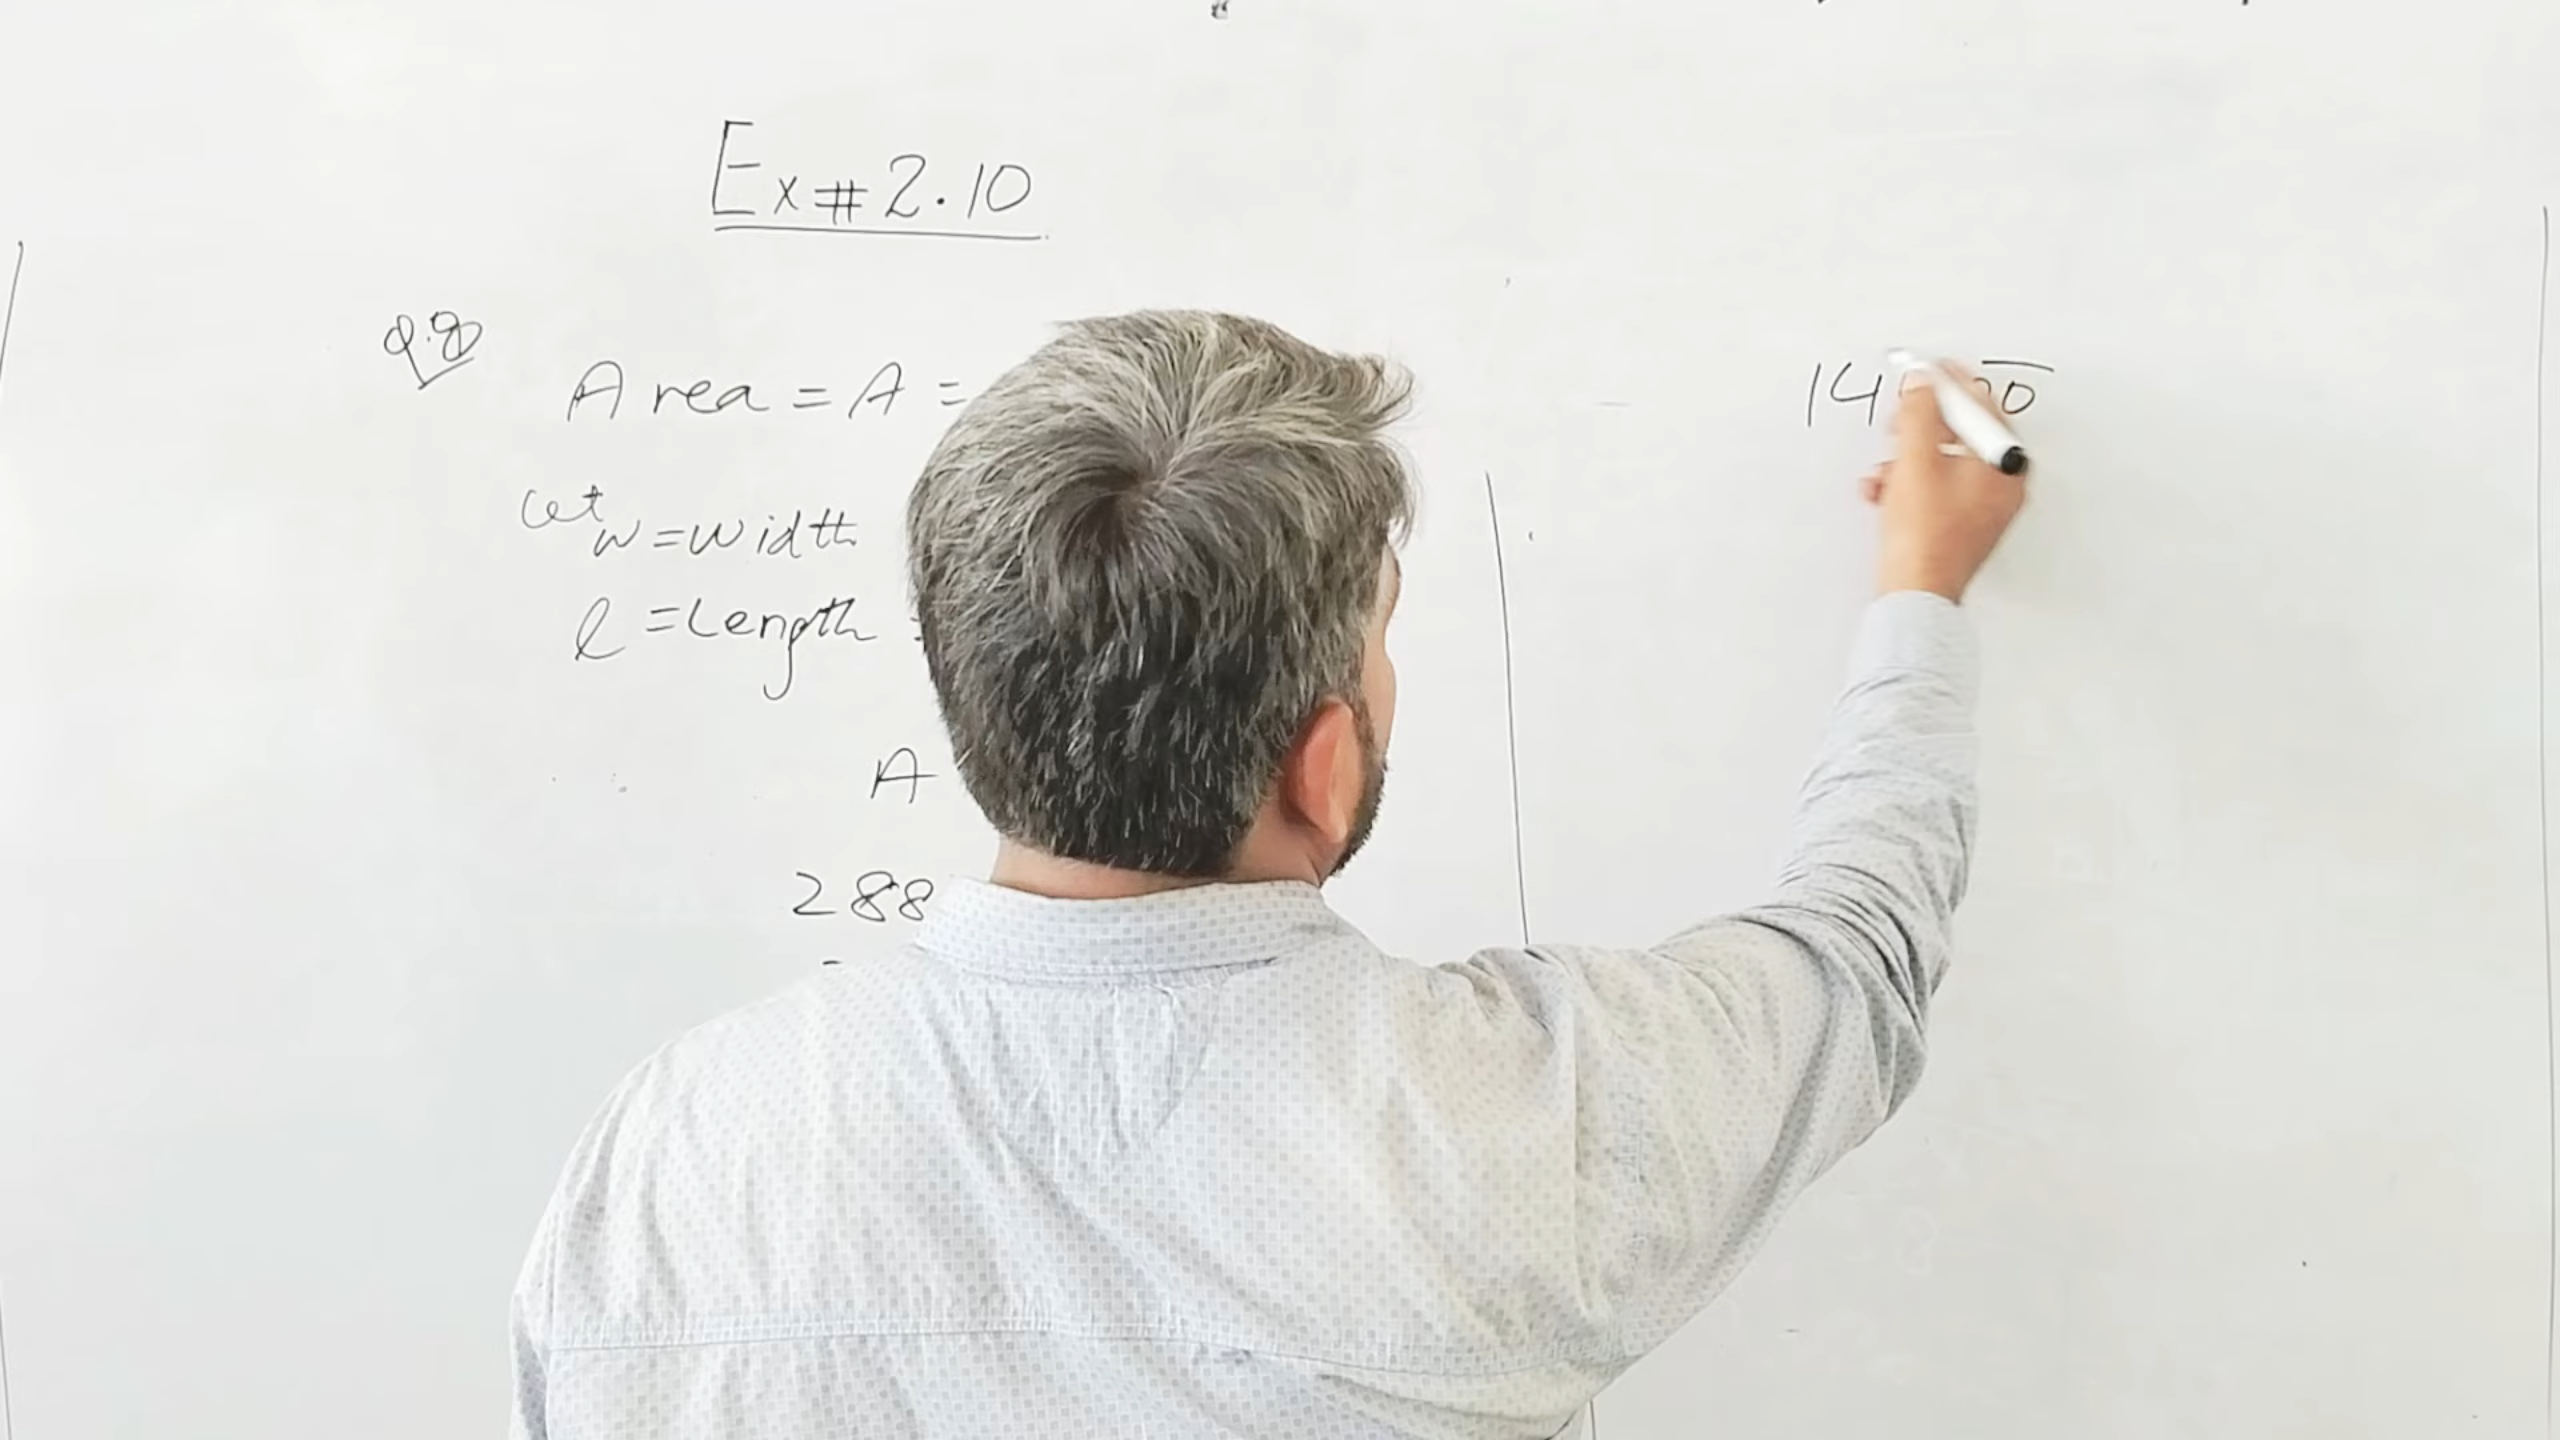 Ex#2.10
Q.8
Area = A =
let w = width
l = Length
A
288
14